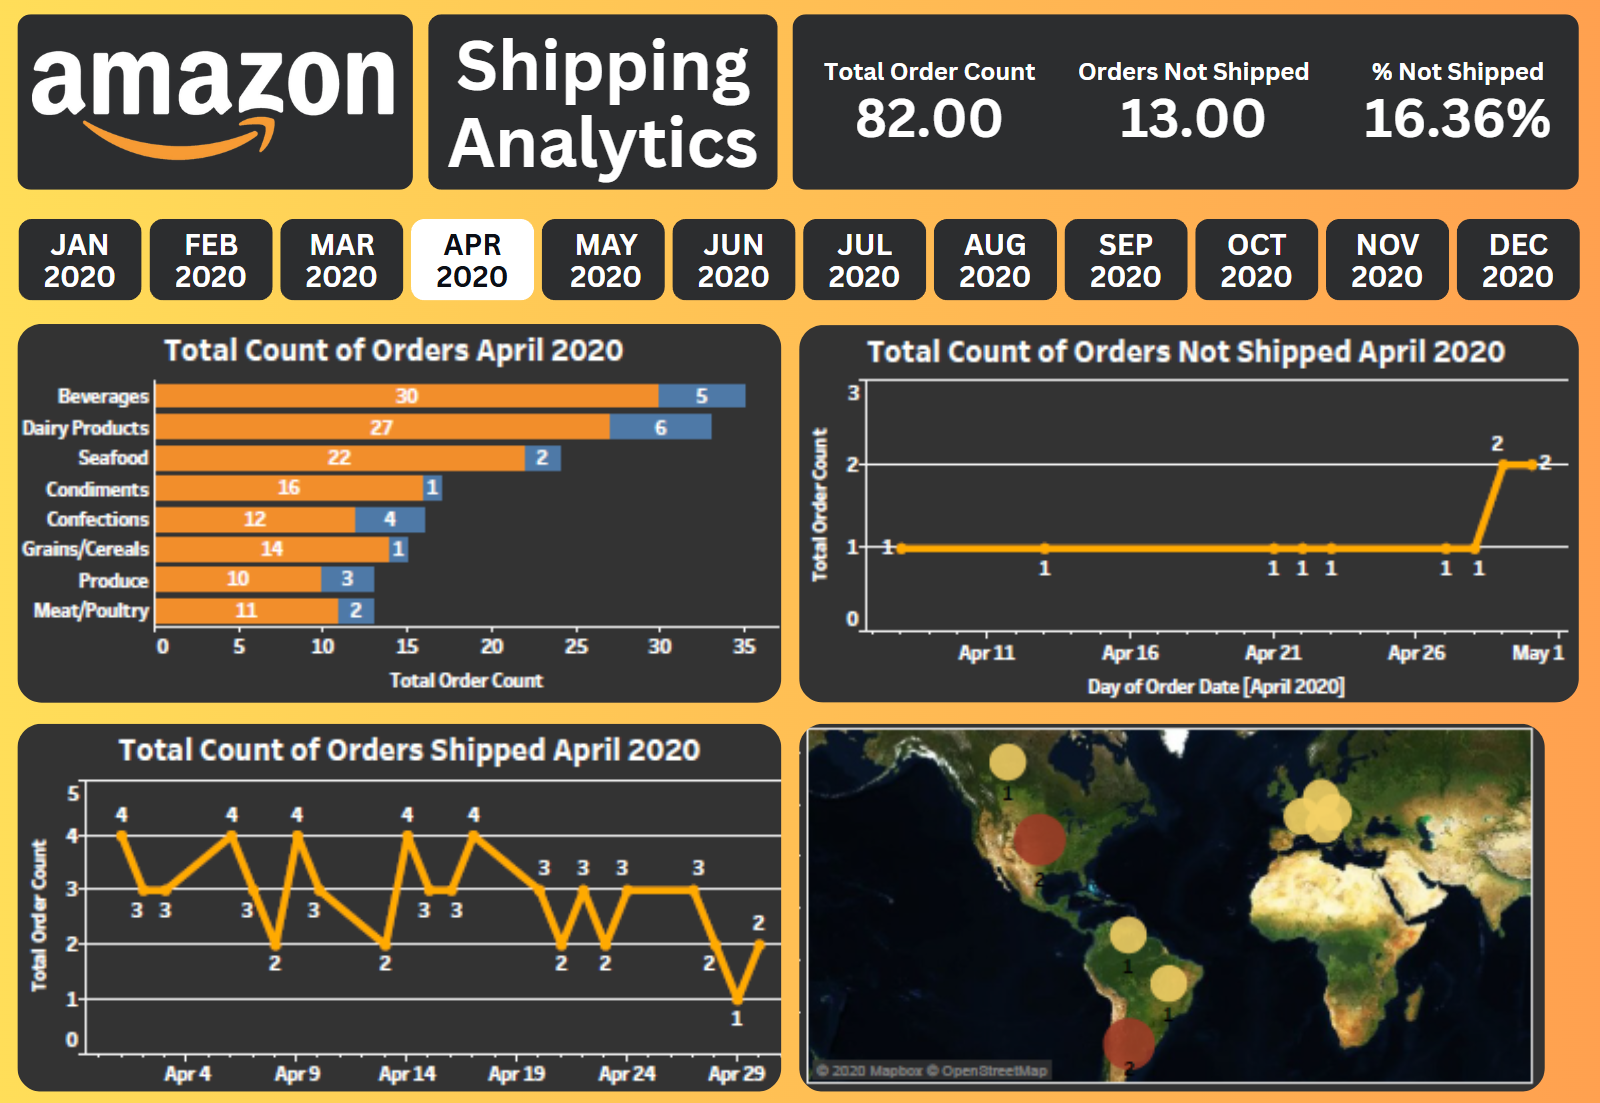 amazon
Shipping
Analytics
Total Order Count
82.00
Orders Not Shipped
13.00
% Not Shipped
16.36%
JAN
2020
FEB
2020
MAR
2020
APR
2020
MAY
2020
JUN
2020
JUL
2020
AUG
2020
SEP
2020
OCT
2020
NOV
2020
DEC
2020
Total Count of Orders April 2020
Beverages 30 5
Dairy Products 27 6
Seafood 22 2
Condiments 16 1
Confections 12 4
Grains/Cereals 14 1
Produce 10 3
Meat/Poultry 11 2
0 5 10 15 20 25 30 35
Total Order Count
Total Count of Orders Not Shipped April 2020
Total Order Count
3
2
1
0
1 1 1 1 1 1 1 2 2
Apr 11 Apr 16 Apr 21 Apr 26 May 1
Day of Order Date [April 2020]
Total Count of Orders Shipped April 2020
Total Order Count
5
4
3
2
1
0
4 3 3 4 3 2 4 3 2 4 3 3 4 3 2 3 2 3 3 2 1 2
Apr 4 Apr 9 Apr 14 Apr 19 Apr 24 Apr 29
1
2
1
1
2
© 2020 Mapbox © OpenStreetMap